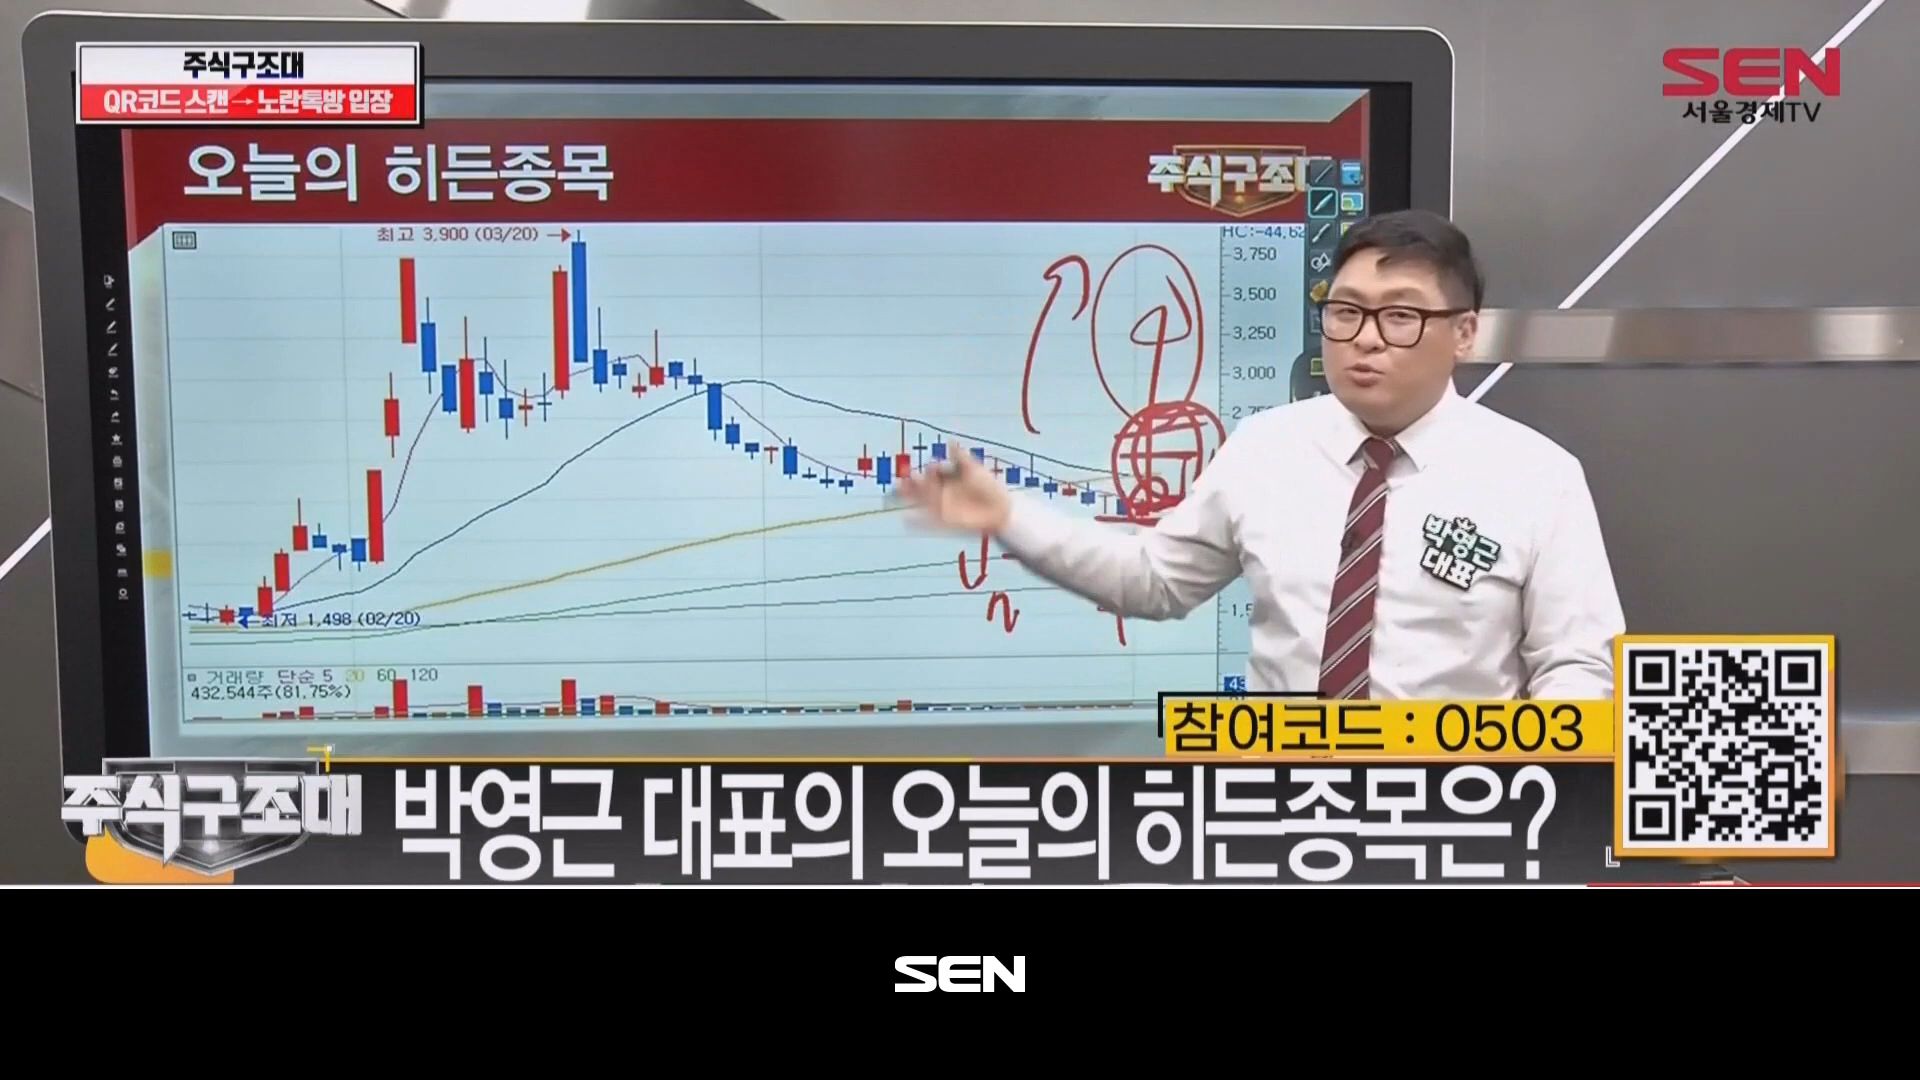 주식구조대
QR코드 스캔→노란톡방 입장
SEN
서울경제TV
오늘의 히든종목
주식구조
최고 3,900 (03/20)
3,750
3,500
3,250
3,000
최저 1,498 (02/20)
거래량 단순 5 20 60 120
432,544주(81.75%)
박영근
대표
참여코드 : 0503
주식구조대
박영근 대표의 오늘의 히든종목은?
SEN